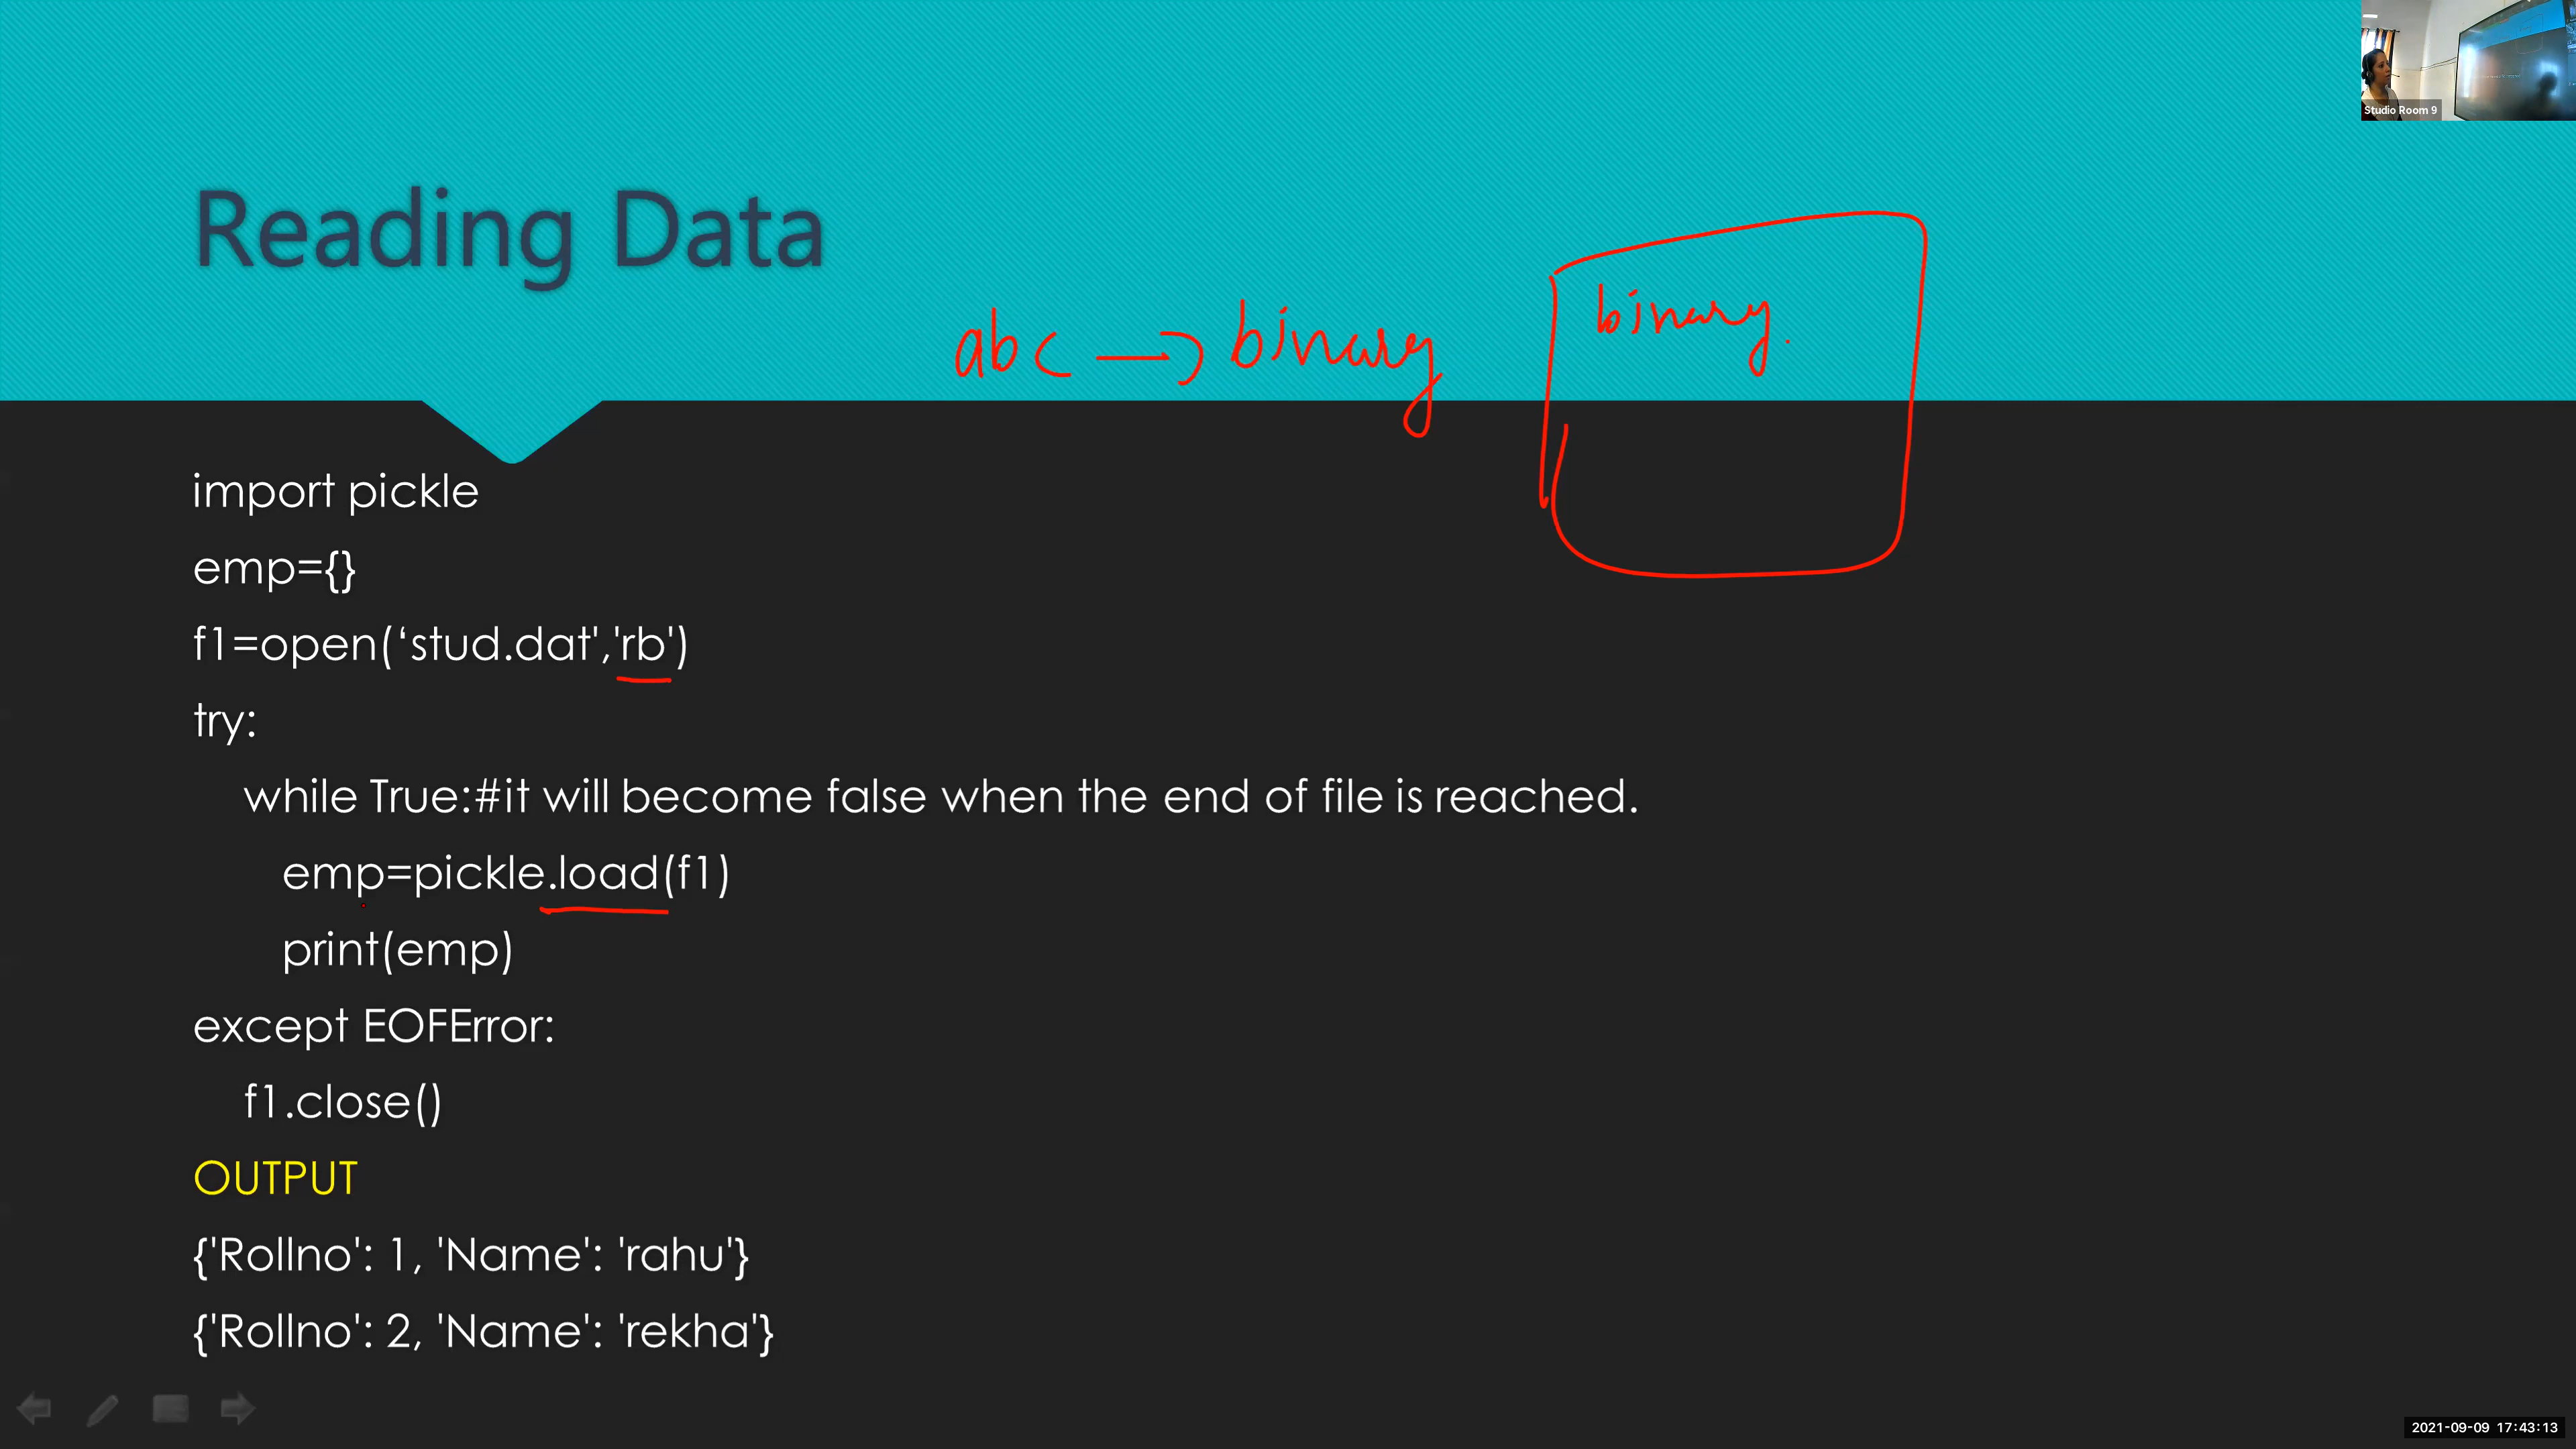 Studio Room 9
Reading Data
abc → binary
binary.
import pickle
emp={}
f1=open(‘stud.dat','rb')
try:
while True:#it will become false when the end of file is reached.
emp=pickle.load(f1)
print(emp)
except EOFError:
f1.close()
OUTPUT
{'Rollno': 1, 'Name': 'rahu'}
{'Rollno': 2, 'Name': 'rekha'}
2021-09-09 17:43:13